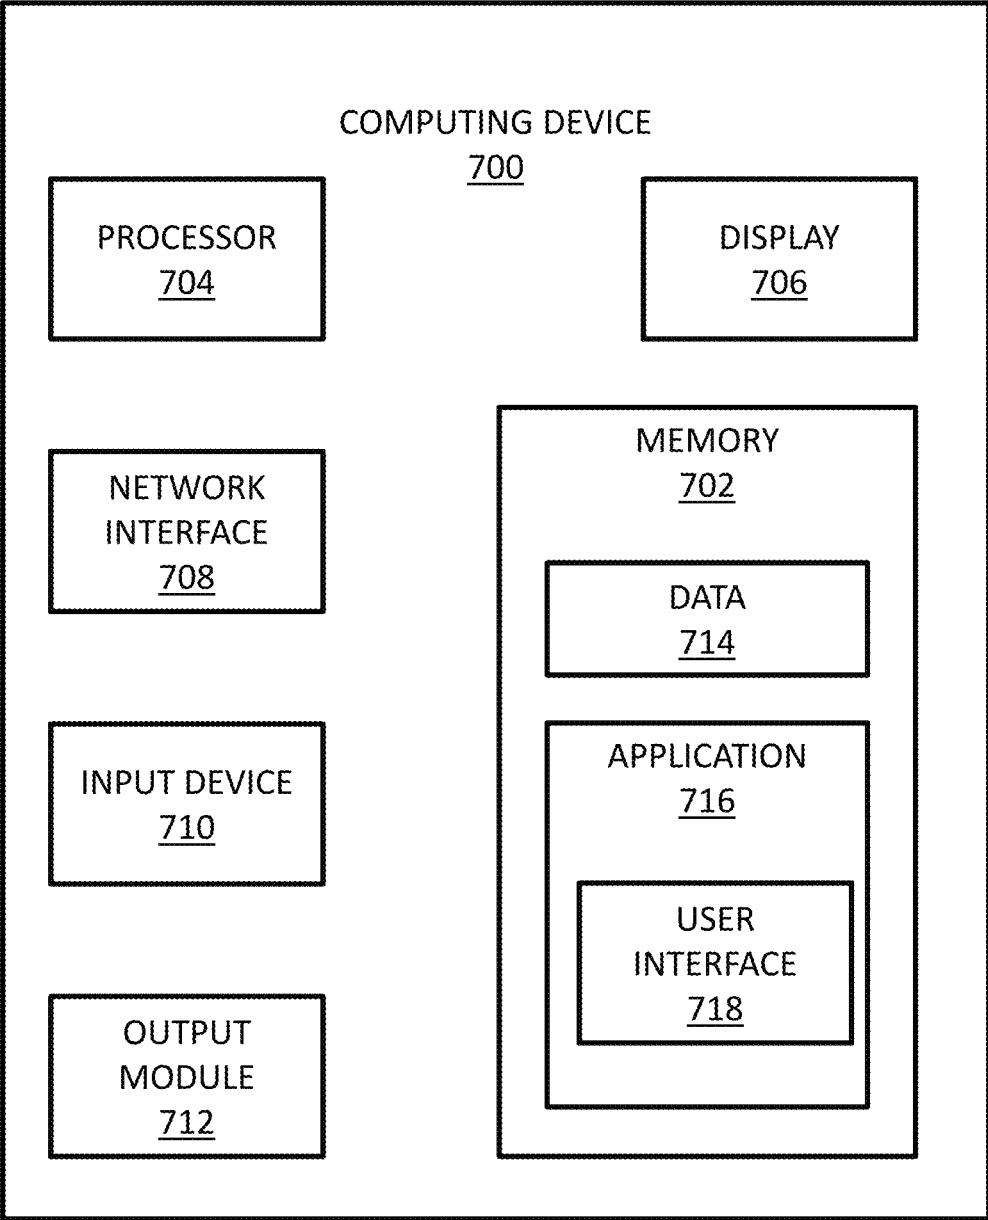 COMPUTING DEVICE
700
PROCESSOR
704
DISPLAY
706
NETWORK
INTERFACE
708
INPUT DEVICE
710
OUTPUT
MODULE
712
MEMORY
702
DATA
714
APPLICATION
716
USER
INTERFACE
718